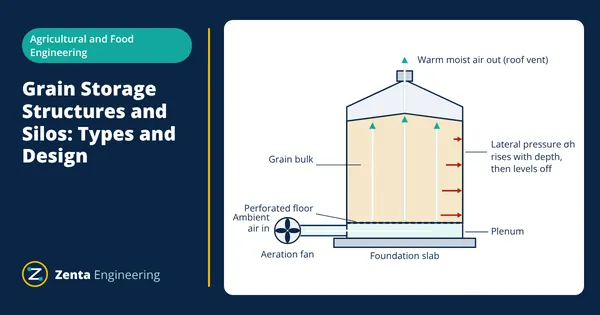 Agricultural and Food
Engineering
Grain Storage
Structures and
Silos: Types and
Design
Zenta Engineering
Warm moist air out (roof vent)
Grain bulk
Lateral pressure σh
rises with depth,
then levels off
Perforated floor
Ambient
air in
Plenum
Aeration fan
Foundation slab